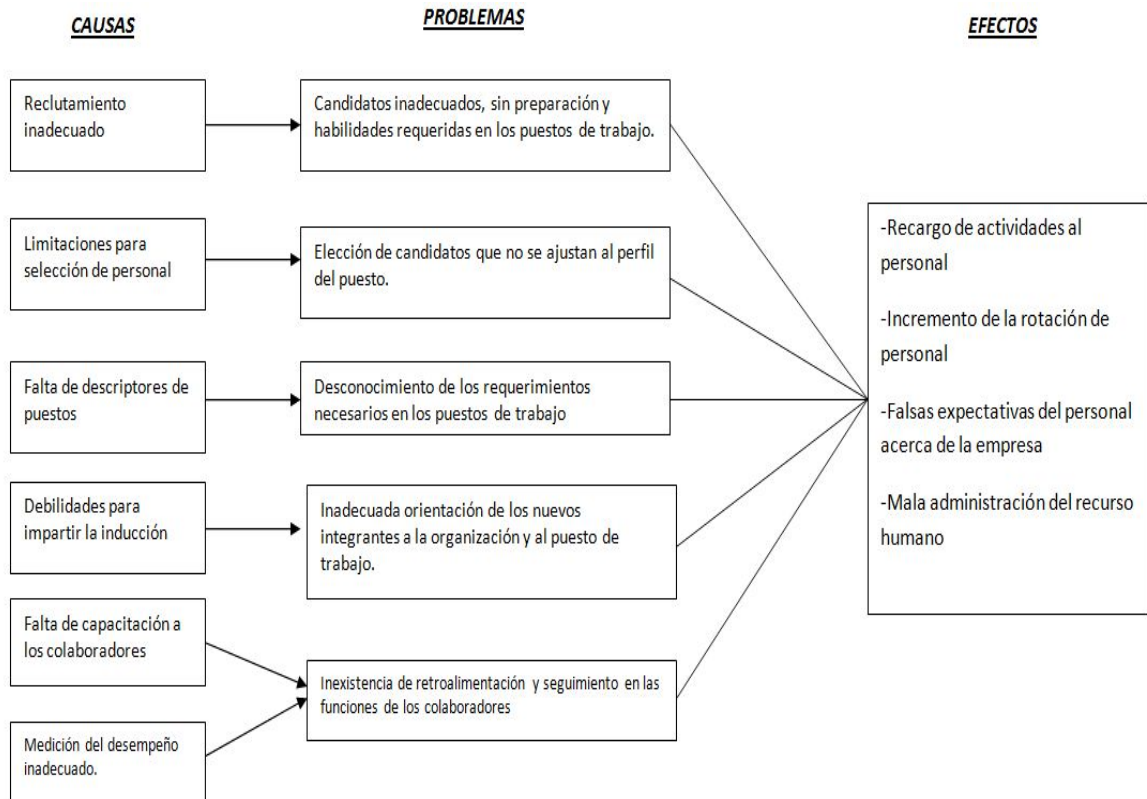 CAUSAS
PROBLEMAS
EFECTOS
Reclutamiento
inadecuado
Candidatos inadecuados, sin preparación y
habilidades requeridas en los puestos de trabajo.
Limitaciones para
selección de personal
Elección de candidatos que no se ajustan al perfil
del puesto.
Falta de descriptores de
puestos
Desconocimiento de los requerimientos
necesarios en los puestos de trabajo
Debilidades para
impartir la inducción
Inadecuada orientación de los nuevos
integrantes a la organización y al puesto de
trabajo.
Falta de capacitación a
los colaboradores
Medición del desempeño
inadecuado.
Inexistencia de retroalimentación y seguimiento en las
funciones de los colaboradores
-Recargo de actividades al
personal
-Incremento de la rotación de
personal
-Falsas expectativas del personal
acerca de la empresa
-Mala administración del recurso
humano